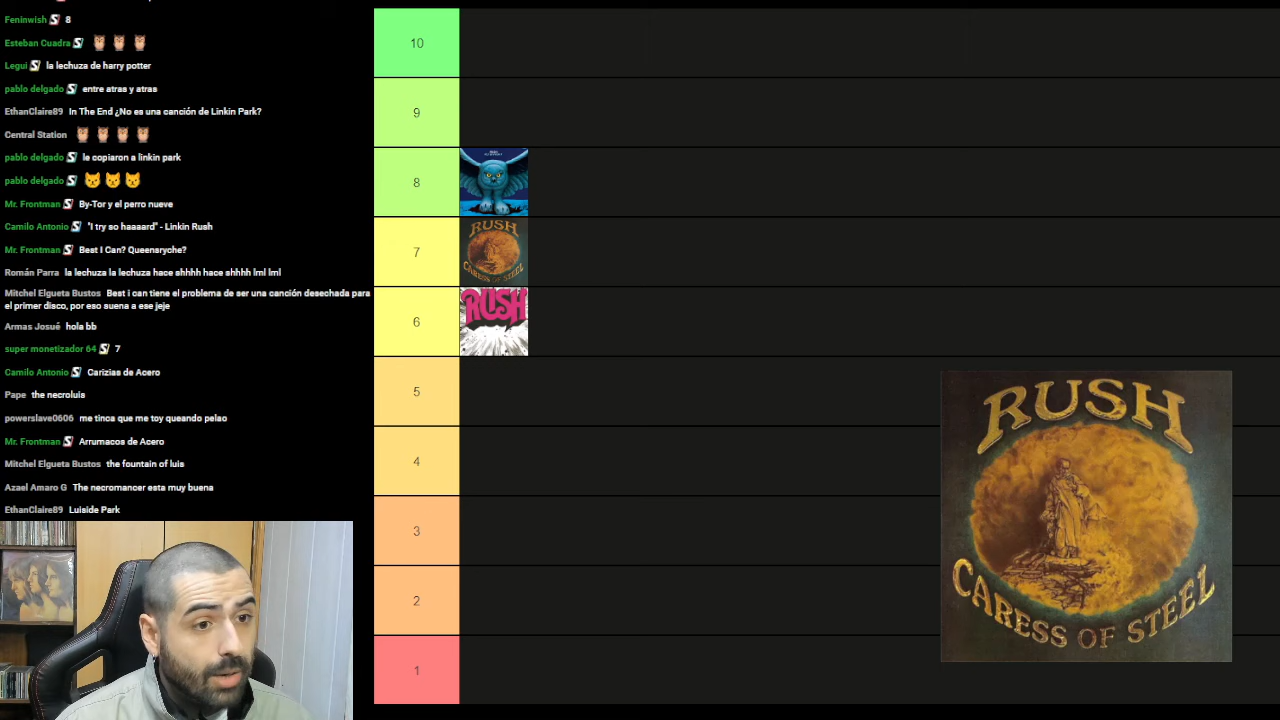 Feninwish 8
Esteban Cuadra
Legui la lechuza de harry potter
pablo delgado entre atras y atras
EthanClaire89 In The End ¿No es una canción de Linkin Park?
Central Station
pablo delgado le copiaron a linkin park
pablo delgado
Mr. Frontman By-Tor y el perro nueve
Camilo Antonio "I try so haaaard" - Linkin Rush
Mr. Frontman Best I Can? Queensryche?
Román Parra la lechuza la lechuza hace shhhh hace shhhh lml lml
Mitchel Elgueta Bustos Best i can tiene el problema de ser una canción desechada para
el primer disco, por eso suena a ese jeje
Armas Josué hola bb
super monetizador 64 7
Camilo Antonio Carizias de Acero
Pape the necroluis
powerslave0606 me tinca que me toy queando pelao
Mr. Frontman Arrumacos de Acero
Mitchel Elgueta Bustos the fountain of luis
Azael Amaro G The necromancer esta muy buena
EthanClaire89 Luiside Park
10
9
8
7
RUSH
CARESS OF STEEL
6
RUSH
5
4
3
2
1
RUSH
CARESS OF STEEL